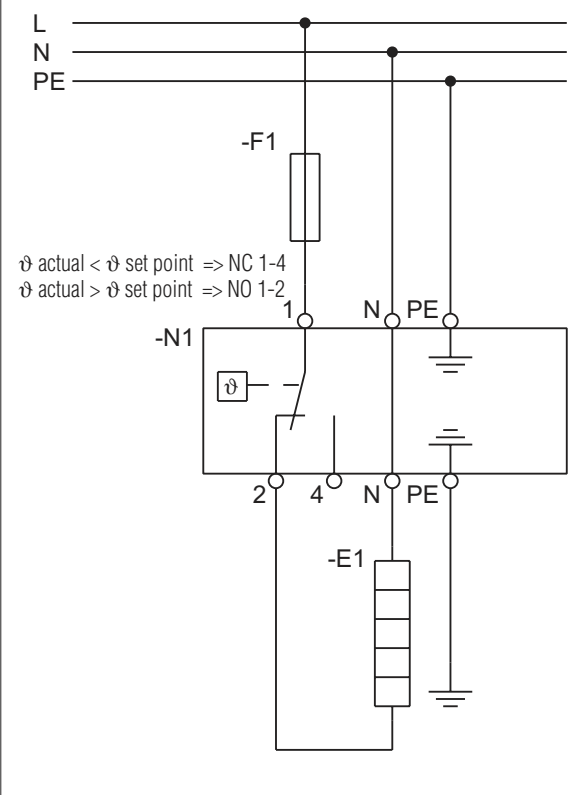 L
N
PE
-F1
ϑ actual < ϑ set point => NC 1-4
ϑ actual > ϑ set point => NO 1-2
1 N PE
-N1
ϑ
2 4 N PE
-E1